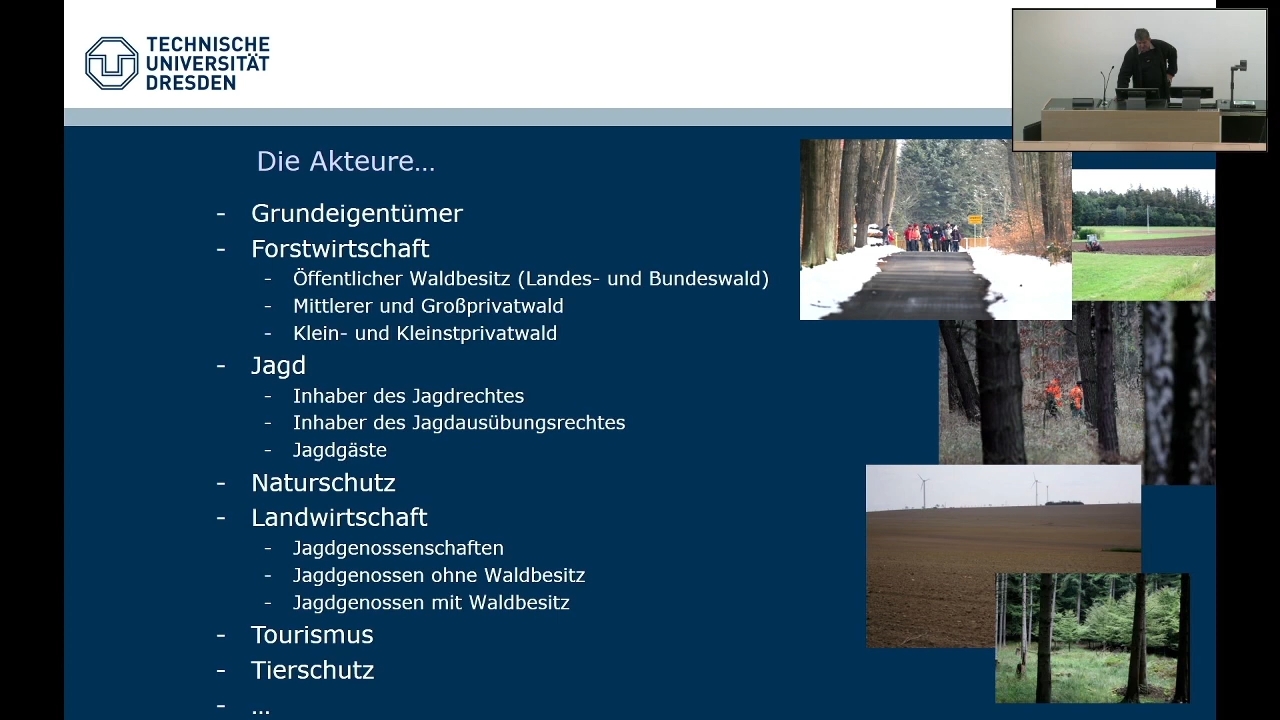 TECHNISCHE
UNIVERSITÄT
DRESDEN
Die Akteure…
- Grundeigentümer
- Forstwirtschaft
- Öffentlicher Waldbesitz (Landes- und Bundeswald)
- Mittlerer und Großprivatwald
- Klein- und Kleinstprivatwald
- Jagd
- Inhaber des Jagdrechtes
- Inhaber des Jagdausübungsrechtes
- Jagdgäste
- Naturschutz
- Landwirtschaft
- Jagdgenossenschaften
- Jagdgenossen ohne Waldbesitz
- Jagdgenossen mit Waldbesitz
- Tourismus
- Tierschutz
- …